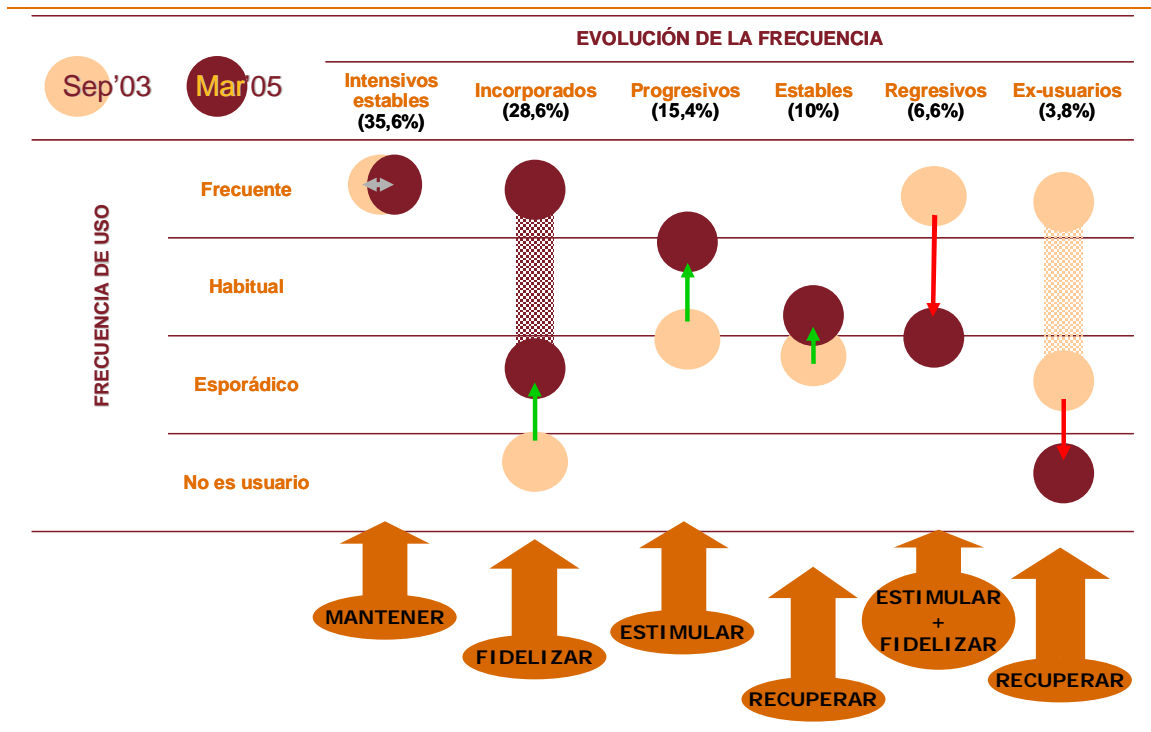 EVOLUCIÓN DE LA FRECUENCIA
Sep'03
Mar'05
Intensivos
estables
(35,6%)
Incorporados
(28,6%)
Progresivos
(15,4%)
Estables
(10%)
Regresivos
(6,6%)
Ex-usuarios
(3,8%)
FRECUENCIA DE USO
Frecuente
Habitual
Esporádico
No es usuario
MANTENER
FIDELIZAR
ESTIMULAR
RECUPERAR
ESTIMULAR
+
FIDELIZAR
RECUPERAR